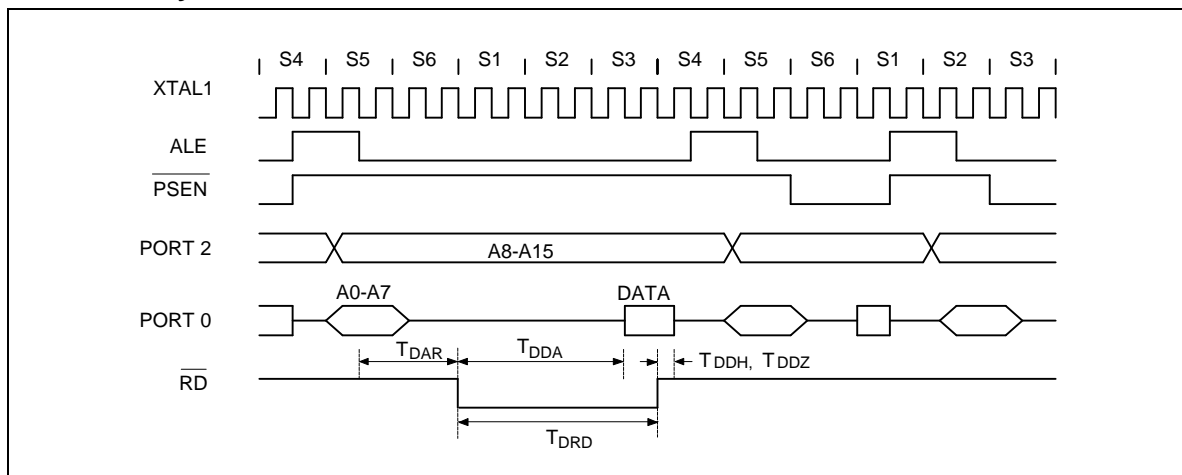 S4 S5 S6 S1 S2 S3 S4 S5 S6 S1 S2 S3
XTAL1
ALE
PSEN
PORT 2
A8-A15
A0-A7
DATA
PORT 0
TDAR
TDDA
TDDH, TDDZ
RD
TDRD